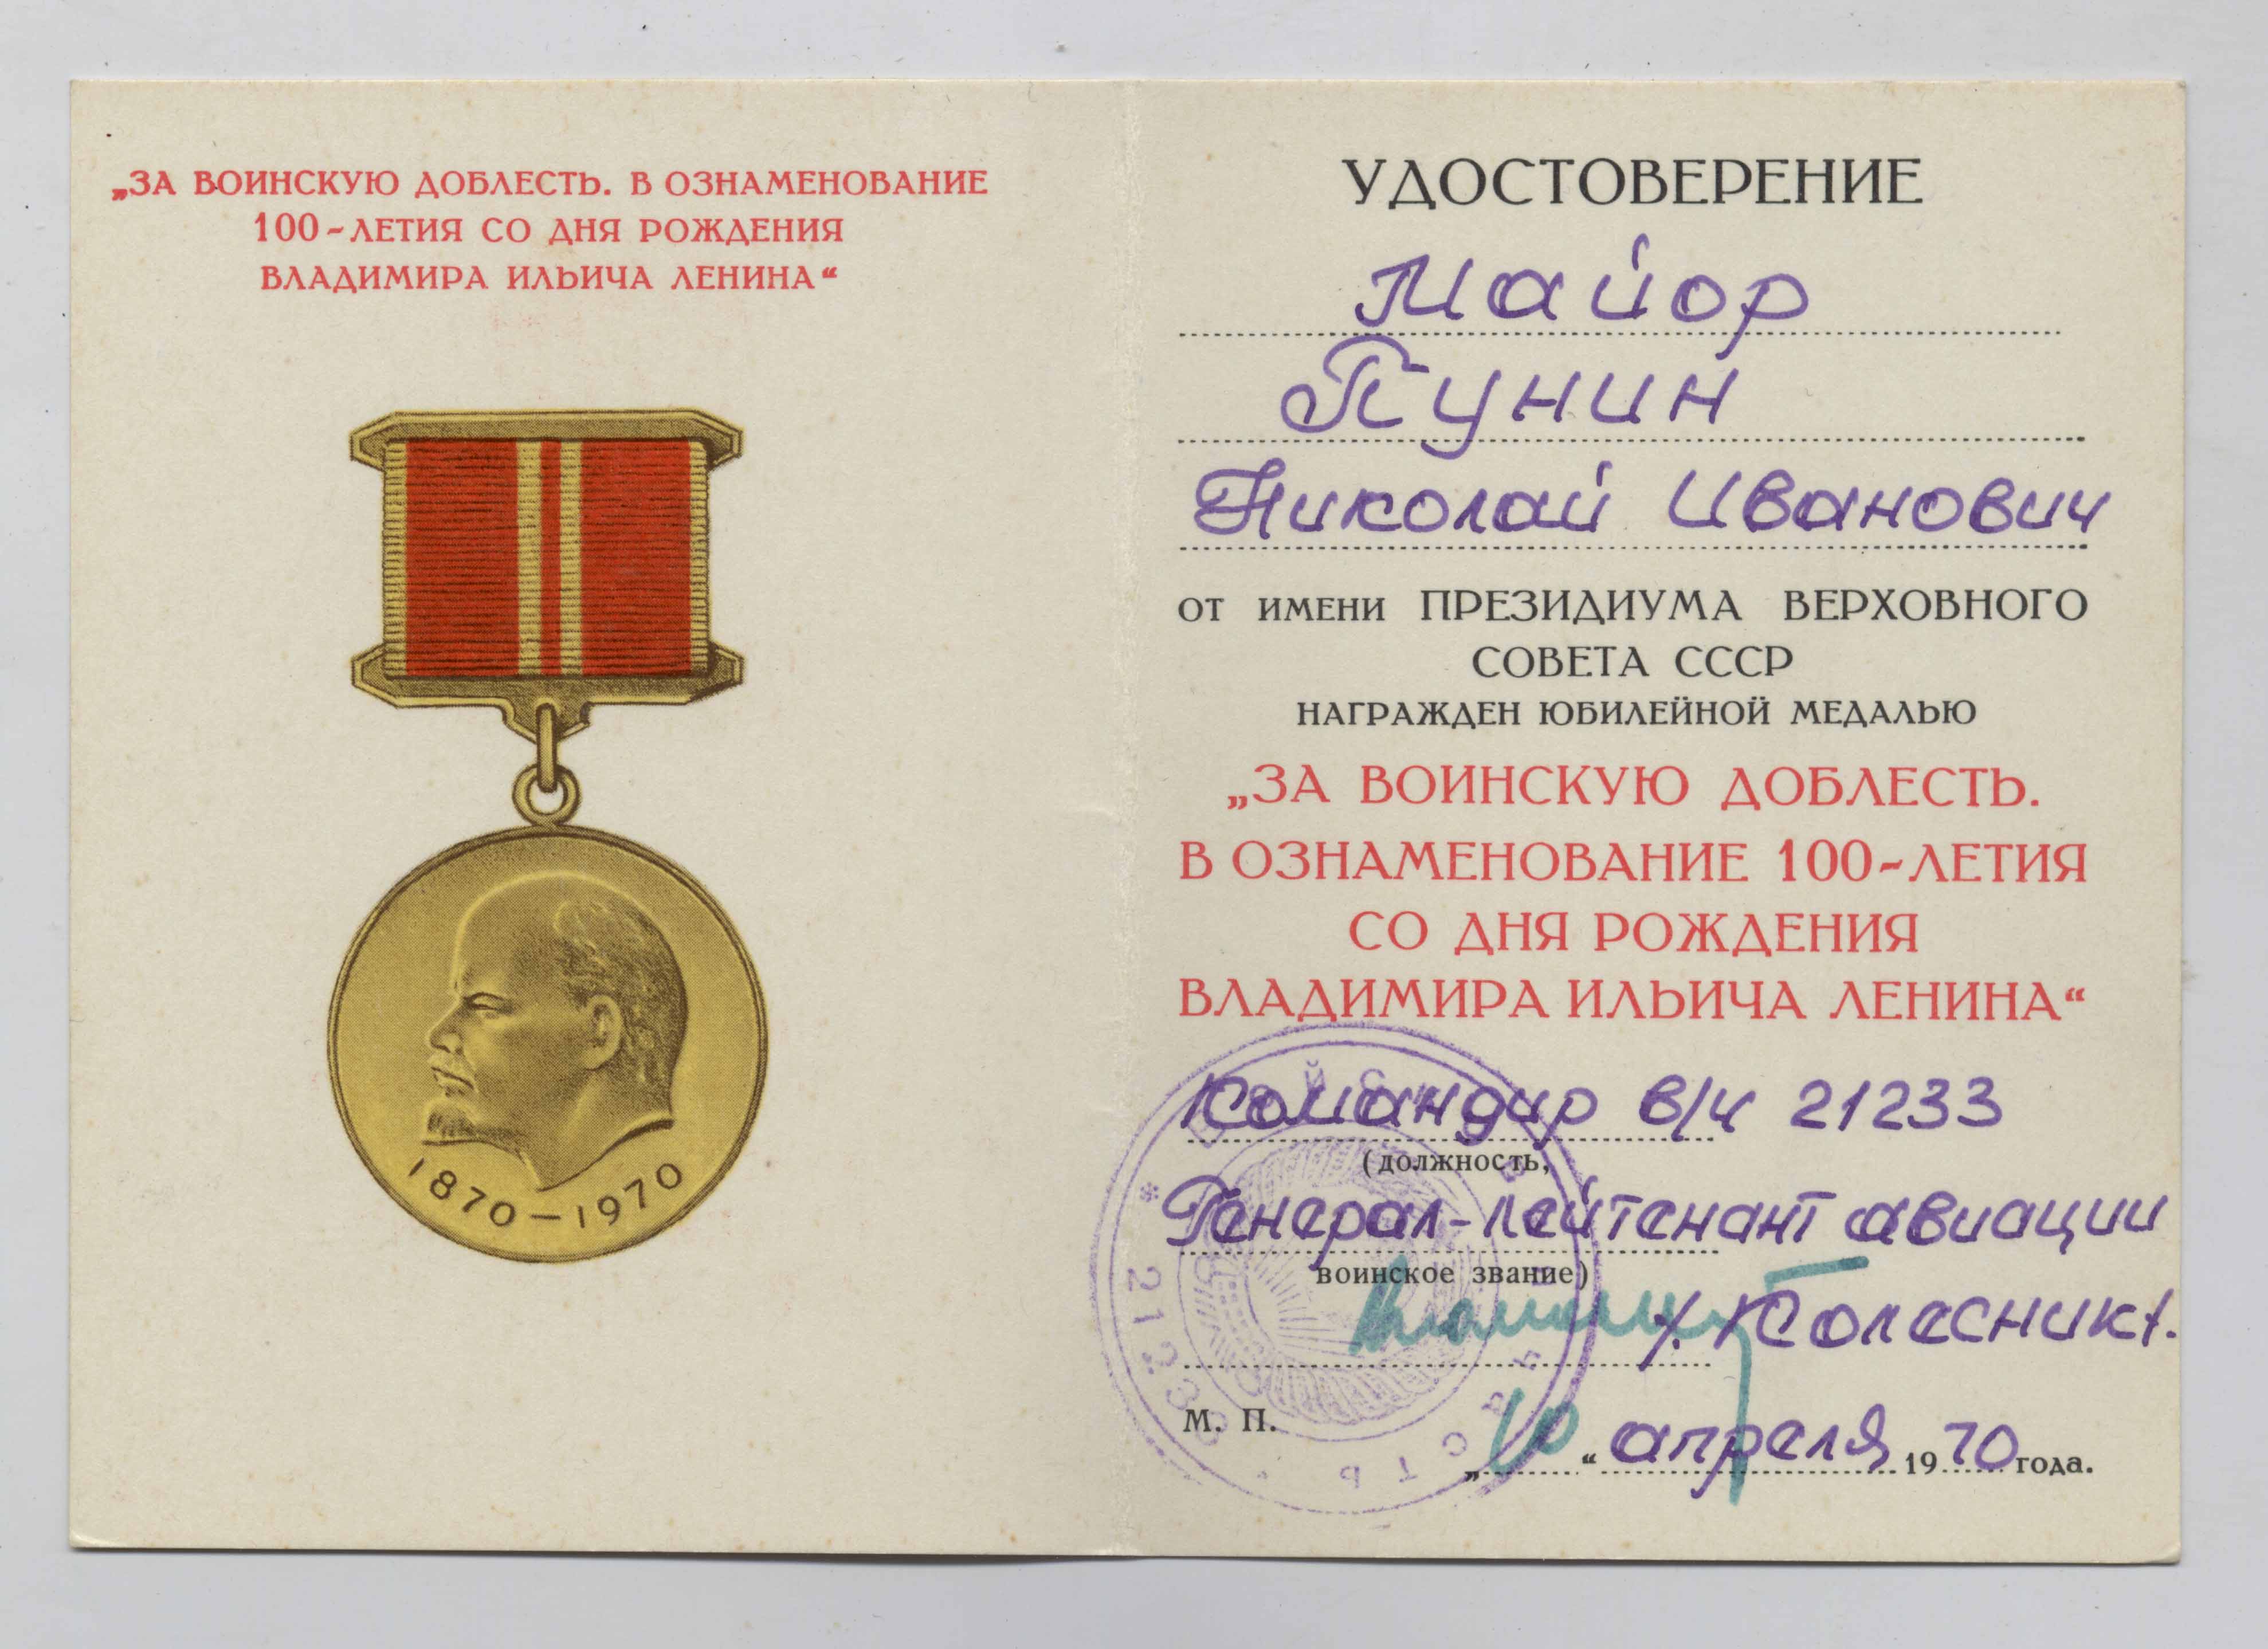 „ЗА ВОИНСКУЮ ДОБЛЕСТЬ. В ОЗНАМЕНОВАНИЕ
100-ЛЕТИЯ СО ДНЯ РОЖДЕНИЯ
ВЛАДИМИРА ИЛЬИЧА ЛЕНИНА“
1870–1970
УДОСТОВЕРЕНИЕ
Майор
Пунин
Николай Иванович
ОТ ИМЕНИ ПРЕЗИДИУМА ВЕРХОВНОГО
СОВЕТА СССР
НАГРАЖДЕН ЮБИЛЕЙНОЙ МЕДАЛЬЮ
„ЗА ВОИНСКУЮ ДОБЛЕСТЬ.
В ОЗНАМЕНОВАНИЕ 100-ЛЕТИЯ
СО ДНЯ РОЖДЕНИЯ
ВЛАДИМИРА ИЛЬИЧА ЛЕНИНА“
Командир в/ч 21233
(должность,
Генерал-лейтенант авиации
воинское звание)
М. П.
„10“ апреля 1970 года.